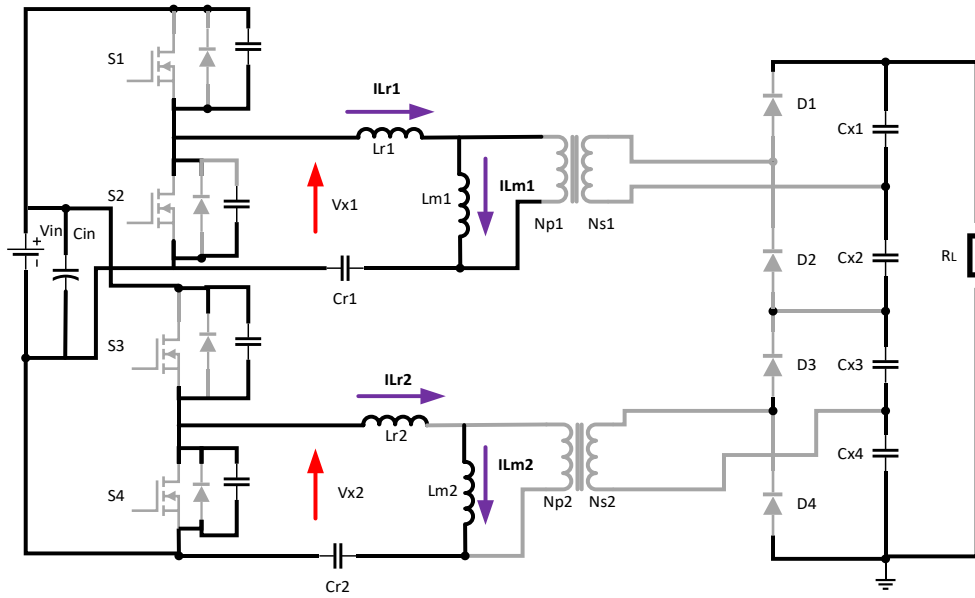 S1
ILr1
D1
Lr1
Cx1
S2
Vx1
Lm1
ILm1
Np1
Ns1
Vin
Cin
+
-
D2
Cx2
RL
Cr1
S3
D3
Cx3
ILr2
Lr2
S4
Vx2
Lm2
ILm2
Np2
Ns2
Cx4
D4
Cr2